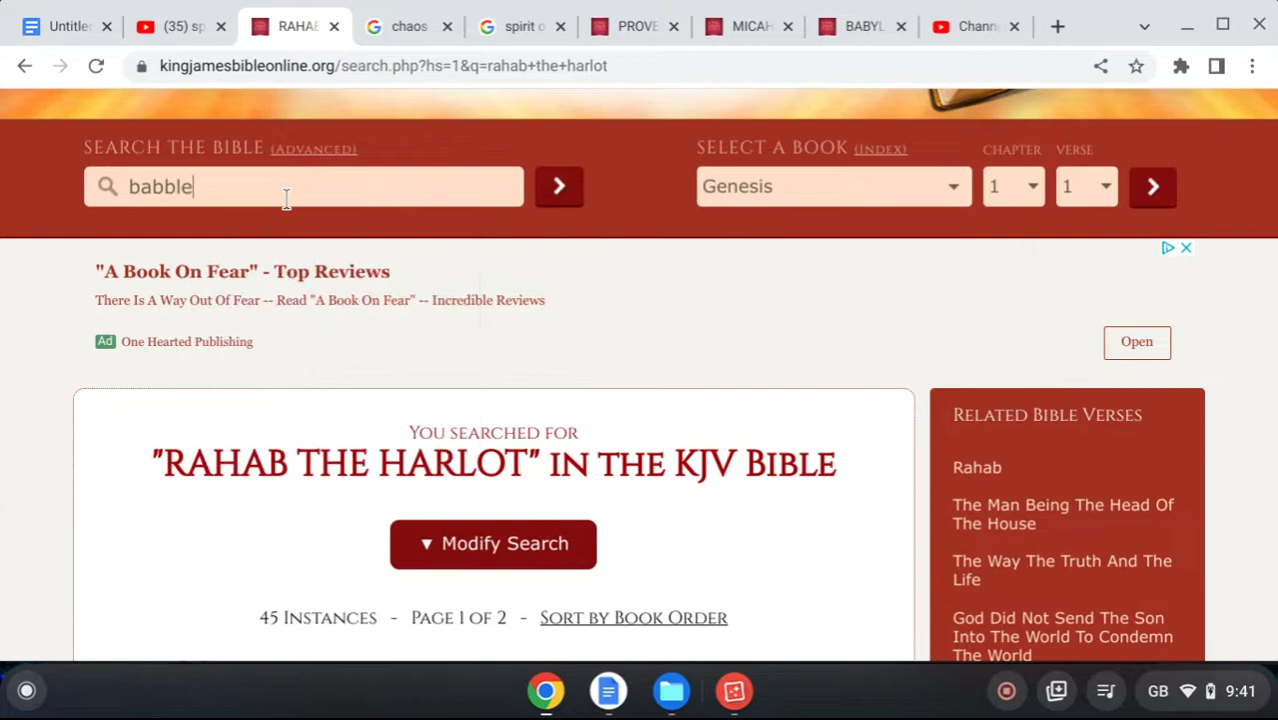 Untitled
(35) sp
RAHAB
chaos
spirit o
PROVE
MICAH
BABYL
Chann
kingjamesbibleonline.org/search.php?hs=1&q=rahab+the+harlot
SEARCH THE BIBLE (ADVANCED)
SELECT A BOOK (INDEX)
CHAPTER
VERSE
babble
Genesis
1
1
"A Book On Fear" - Top Reviews
There Is A Way Out Of Fear -- Read "A Book On Fear" -- Incredible Reviews
Ad One Hearted Publishing
Open
YOU SEARCHED FOR
"RAHAB THE HARLOT" IN THE KJV BIBLE
▼ Modify Search
45 INSTANCES - PAGE 1 OF 2 - SORT BY BOOK ORDER
RELATED BIBLE VERSES
Rahab
The Man Being The Head Of
The House
The Way The Truth And The
Life
God Did Not Send The Son
Into The World To Condemn
The World
GB
9:41